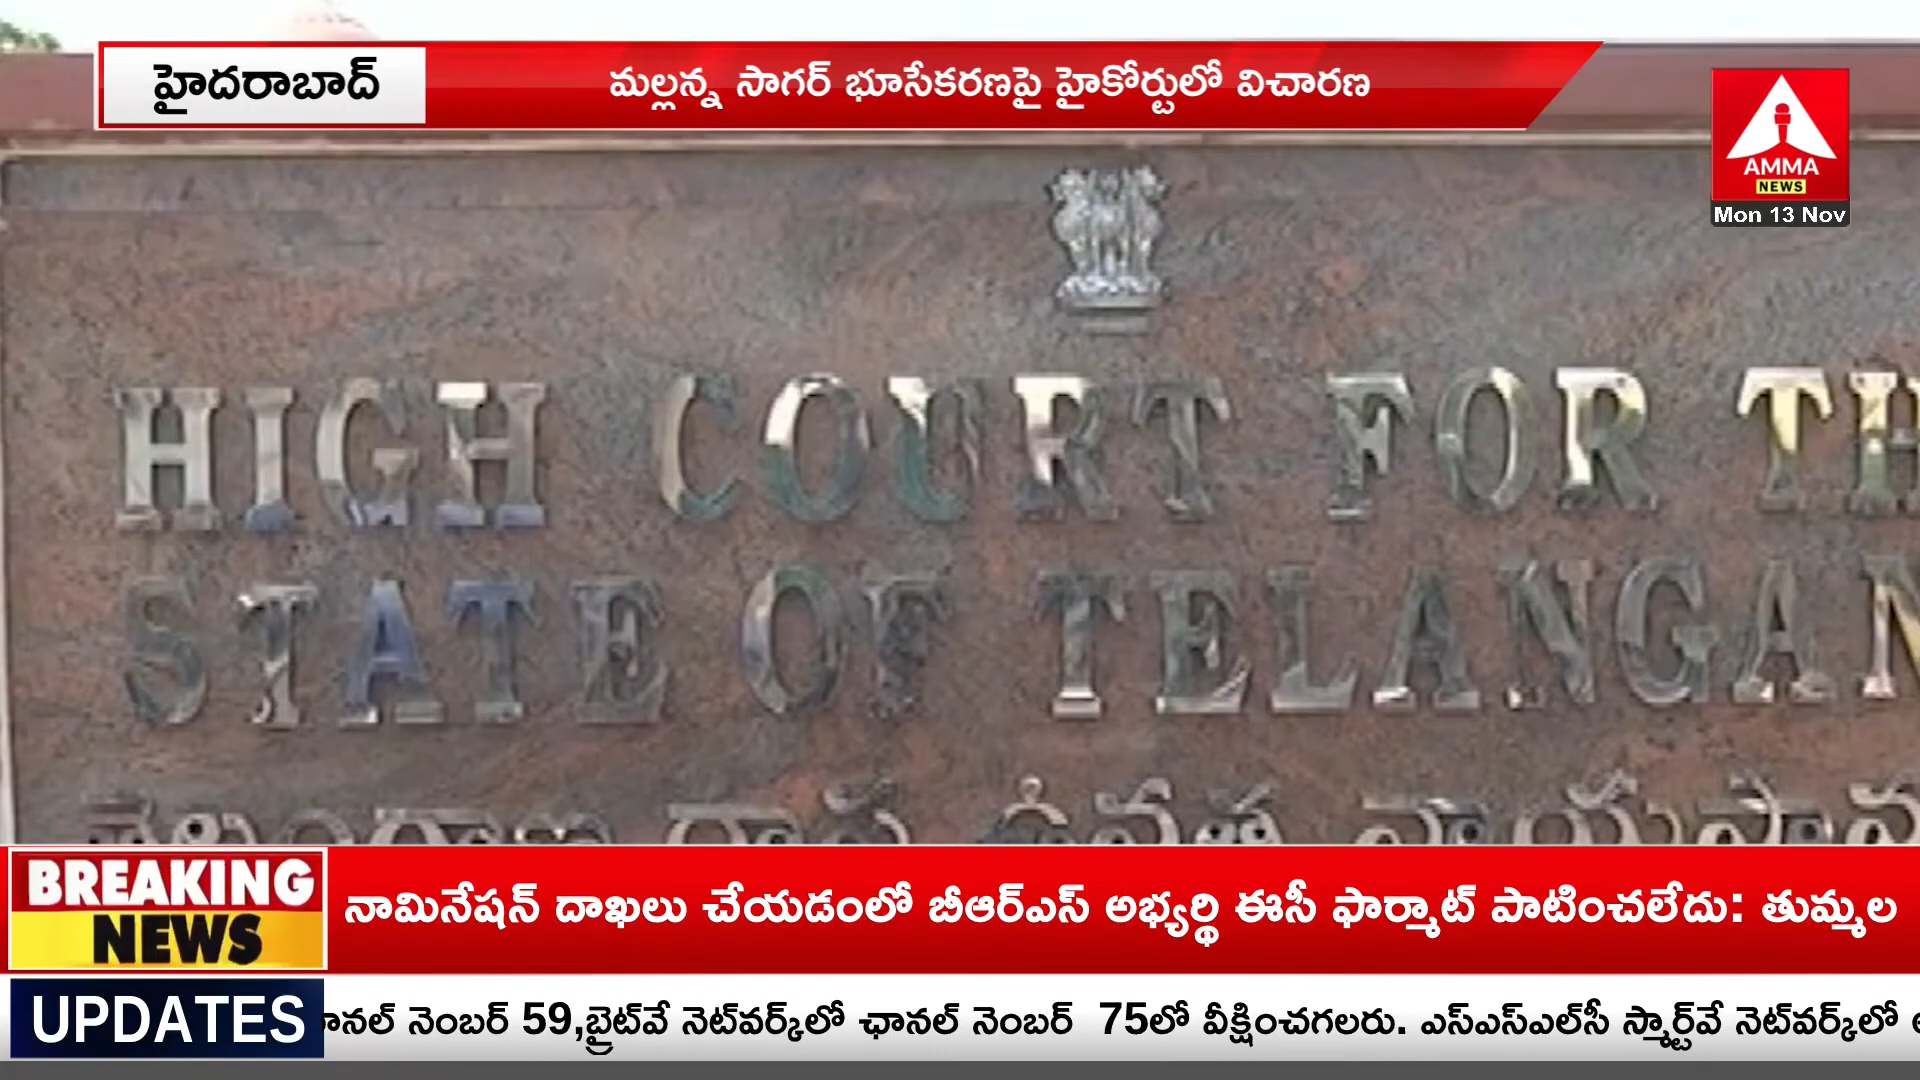 హైదరాబాద్
మల్లన్న సాగర్ భూసేకరణపై హైకోర్టులో విచారణ
AMMA
NEWS
Mon 13 Nov
HIGH COURT FOR TH
STATE OF TELANGAN
BREAKING
NEWS
నామినేషన్ దాఖలు చేయడంలో బీఆర్ఎస్ అభ్యర్థి ఈసీ ఫార్మాట్ పాటించలేదు: తుమ్మల
UPDATES
నెంబర్ 59,బ్రైట్‌వే నెట్‌వర్క్‌లో ఛానల్ నెంబర్ 75లో వీక్షించగలరు. ఎస్ఎస్ఎల్‌సీ స్మార్ట్‌వే నెట్‌వర్క్‌లో